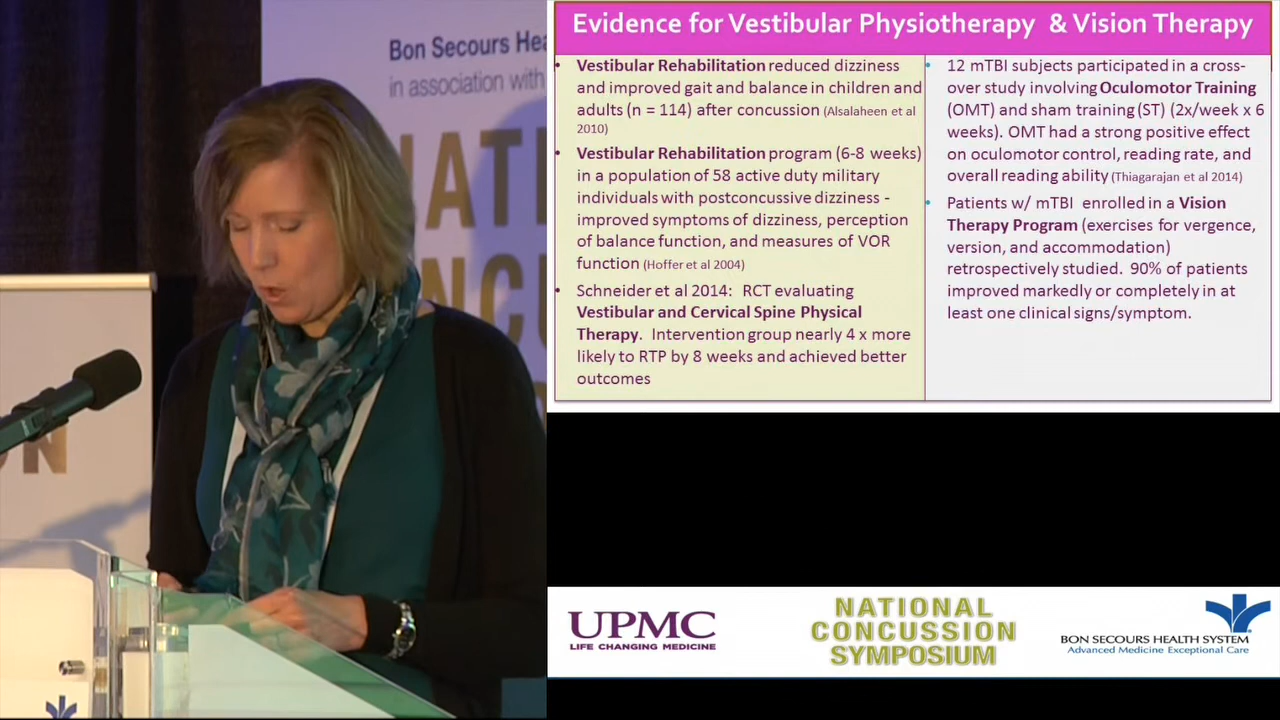 Bon Secours Hea
in association with
NATI
NCU
ON
Evidence for Vestibular Physiotherapy & Vision Therapy
• Vestibular Rehabilitation reduced dizziness
and improved gait and balance in children and
adults (n = 114) after concussion (Alsalaheen et al
2010)
• Vestibular Rehabilitation program (6-8 weeks)
in a population of 58 active duty military
individuals with postconcussive dizziness -
improved symptoms of dizziness, perception
of balance function, and measures of VOR
function (Hoffer et al 2004)
• Schneider et al 2014: RCT evaluating
Vestibular and Cervical Spine Physical
Therapy. Intervention group nearly 4 x more
likely to RTP by 8 weeks and achieved better
outcomes
• 12 mTBI subjects participated in a cross-
over study involving Oculomotor Training
(OMT) and sham training (ST) (2x/week x 6
weeks). OMT had a strong positive effect
on oculomotor control, reading rate, and
overall reading ability (Thiagarajan et al 2014)
• Patients w/ mTBI enrolled in a Vision
Therapy Program (exercises for vergence,
version, and accommodation)
retrospectively studied. 90% of patients
improved markedly or completely in at
least one clinical signs/symptom.
UPMC
LIFE CHANGING MEDICINE
NATIONAL
CONCUSSION
SYMPOSIUM
BON SECOURS HEALTH SYSTEM
Advanced Medicine Exceptional Care